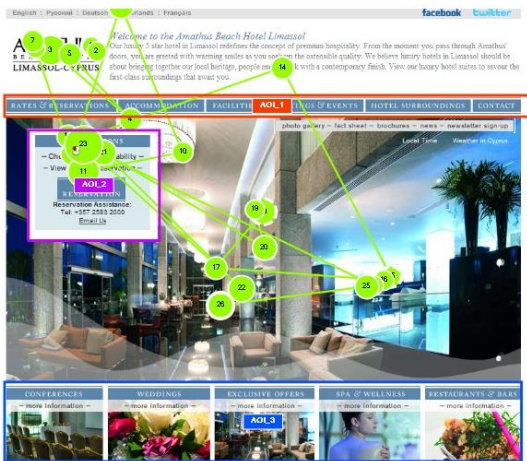 English : Русский : Deutsch : : Français
facebook twitter
LIMASSOL-CYPRUS
Welcome to the Amathus Beach Hotel Limassol
Our luxury 5 star hotel in Limassol redefines the concept of premium hospitality. From the moment you pass through Amathus'
doors, you are greeted with warming smiles as you soak up the ostensible quality. We believe luxury hotels in Limassol should be
about bringing together our local heritage, people and with a contemporary finish. View our luxury hotel suites to savour the
first-class surroundings that await you.
RATES & RESERVATIONS ACCOMMODATION AOI_1 & EVENTS HOTEL SURROUNDINGS CONTACT
photo gallery – fact sheet – brochures – news – newsletter sign-up
Local Time Weather in Cyprus
– View
AOI_2
RESERVATION
Reservation Assistance:
Tel: +357 2583 2000
Email Us
7
3
5
2
14
4
23
21
10
11
19
20
17
22
26
25
16
CONFERENCES WEDDINGS EXCLUSIVE OFFERS SPA & WELLNESS RESTAURANTS & BARS
– more information – – more information – – more information – – more information – – more information –
AOI_3